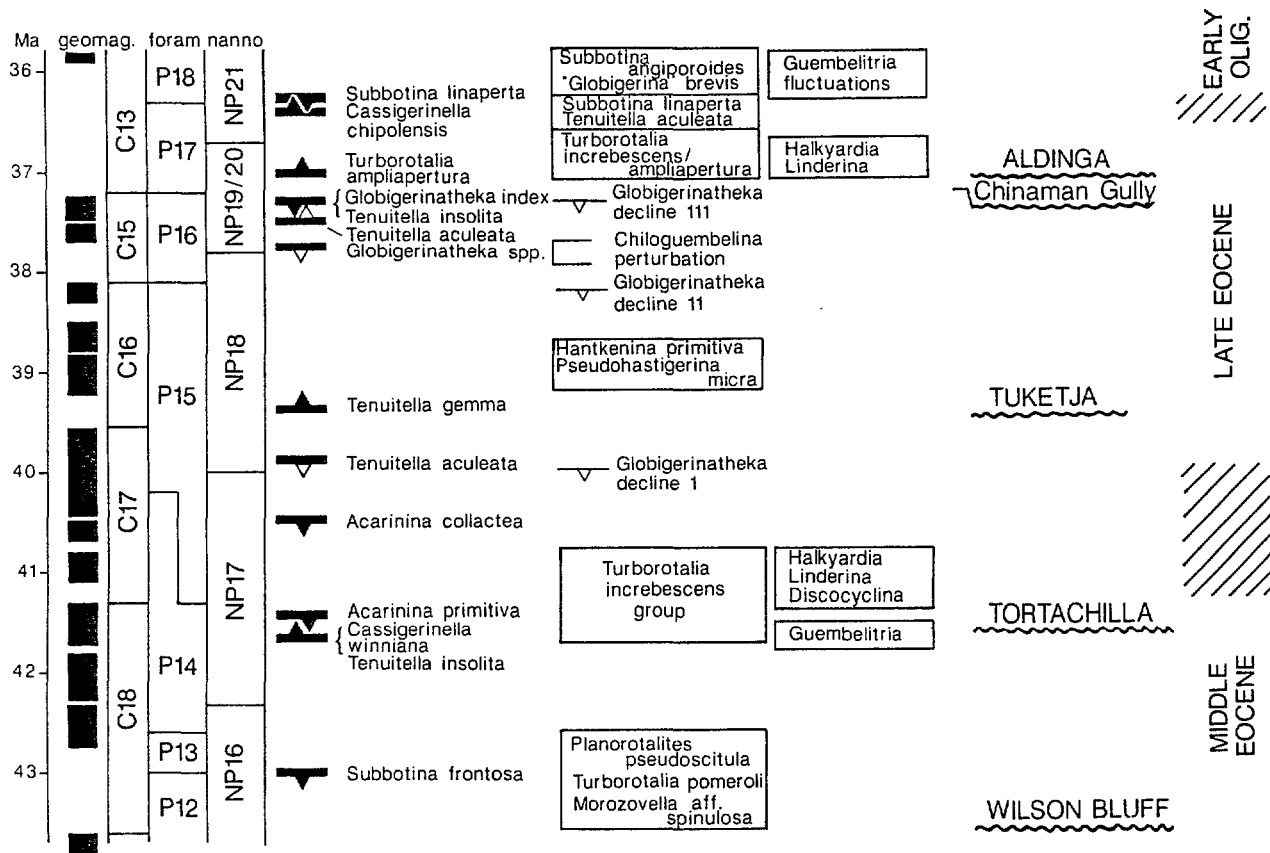 Ma geomag. foram nanno
36
37
38
39
40
41
42
43
C13
C15
C16
C17
C18
P18
P17
P16
P15
P14
P13
P12
NP21
NP19/20
NP18
NP17
NP16
Subbotina linaperta
Cassigerinella
chipolensis
Turborotalia
ampliapertura
Globigerinatheka index
Tenuitella insolita
Tenuitella aculeata
Globigerinatheka spp.
Tenuitella gemma
Tenuitella aculeata
Acarinina collactea
Acarinina primitiva
Cassigerinella
winniana
Tenuitella insolita
Subbotina frontosa
Subbotina
angiporoides
"Globigerina" brevis
Subbotina linaperta
Tenuitella aculeata
Turborotalia
increbescens/
ampliapertura
Globigerinatheka
decline 111
Chiloguembelina
perturbation
Globigerinatheka
decline 11
Hantkenina primitiva
Pseudohastigerina
micra
Globigerinatheka
decline 1
Turborotalia
increbescens
group
Planorotalites
pseudoscitula
Turborotalia pomeroli
Morozovella aff.
spinulosa
Guembelitria
fluctuations
Halkyardia
Linderina
Halkyardia
Linderina
Discocyclina
Guembelitria
ALDINGA
Chinaman Gully
TUKETJA
TORTACHILLA
WILSON BLUFF
EARLY
OLIG.
LATE EOCENE
MIDDLE
EOCENE